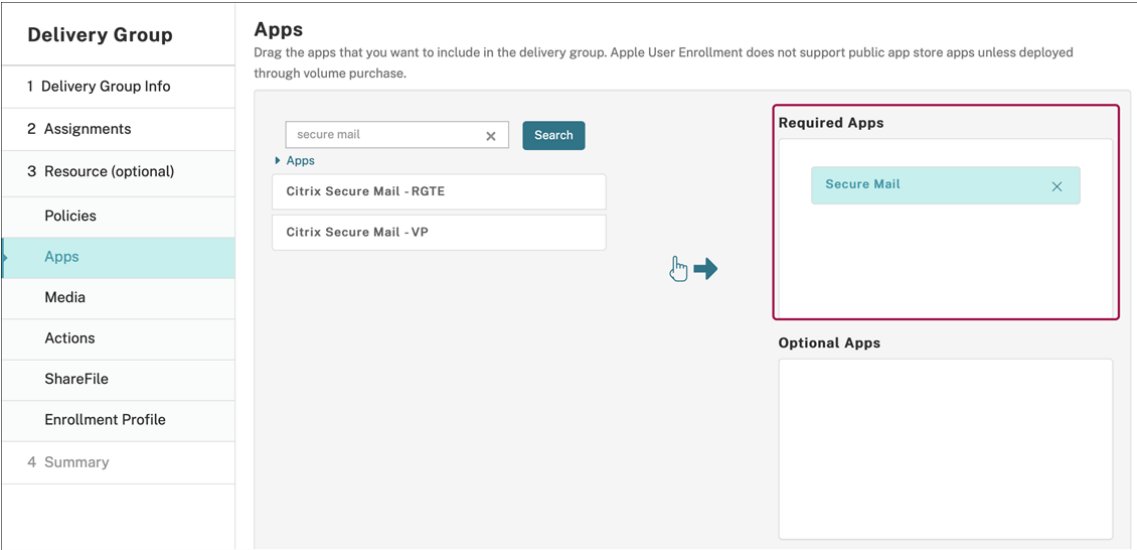 Delivery Group
1 Delivery Group Info
2 Assignments
3 Resource (optional)
Policies
Apps
Media
Actions
ShareFile
Enrollment Profile
4 Summary
Apps
Drag the apps that you want to include in the delivery group. Apple User Enrollment does not support public app store apps unless deployed
through volume purchase.
secure mail
Search
Apps
Citrix Secure Mail - RGTE
Citrix Secure Mail - VP
Required Apps
Secure Mail
Optional Apps